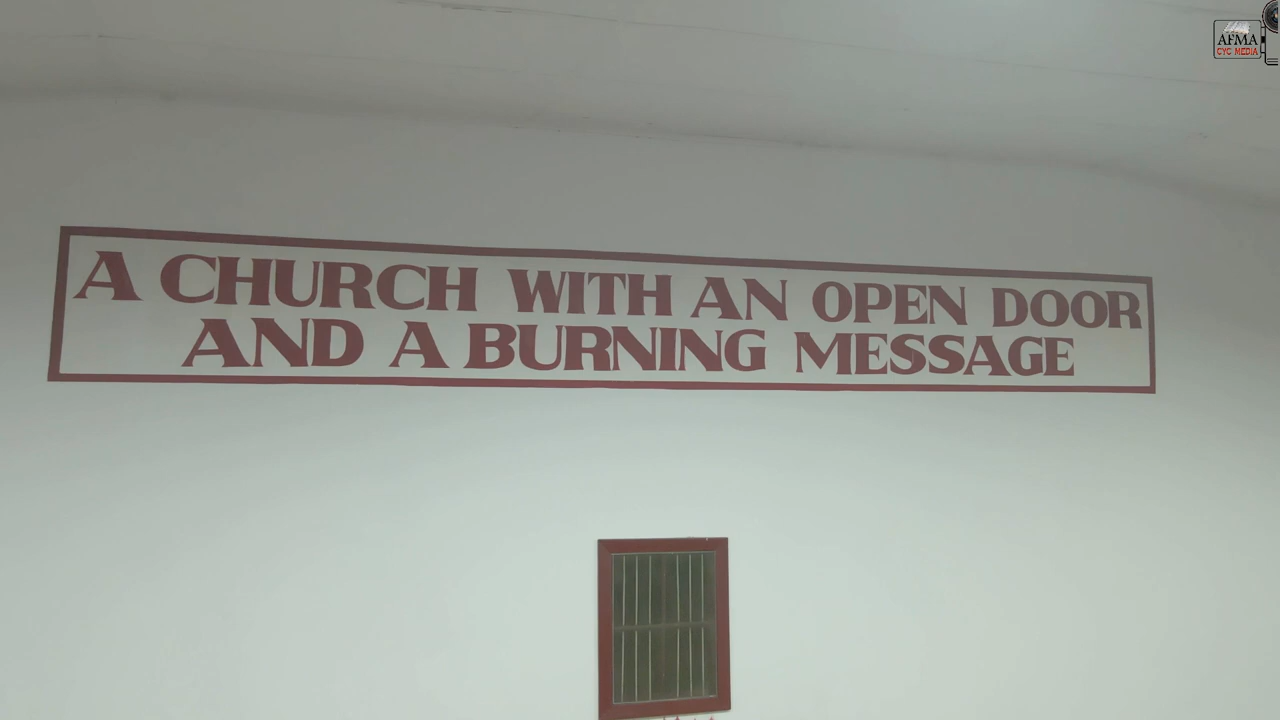 A CHURCH WITH AN OPEN DOOR
AND A BURNING MESSAGE
AFMA
CYC MEDIA